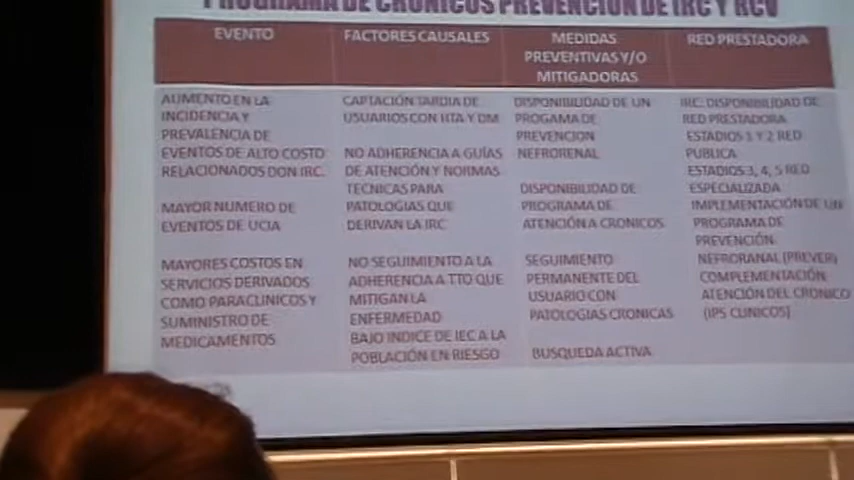 PROGRAMA DE CRONICOS PREVENCION DE IRC Y RCV
EVENTO
FACTORES CAUSALES
MEDIDAS
PREVENTIVAS Y/O
MITIGADORAS
RED PRESTADORA
AUMENTO EN LA
INCIDENCIA Y
PREVALENCIA DE
EVENTOS DE ALTO COSTO
RELACIONADOS DON IRC.
MAYOR NUMERO DE
EVENTOS DE UCIA
MAYORES COSTOS EN
SERVICIOS DERIVADOS
COMO PARACLINICOS Y
SUMINISTRO DE
MEDICAMENTOS
CAPTACIÓN TARDIA DE
USUARIOS CON HTA Y DM
NO ADHERENCIA A GUÍAS
DE ATENCIÓN Y NORMAS
TECNICAS PARA
PATOLOGÍAS QUE
DERIVAN LA IRC
NO SEGUIMIENTO A LA
ADHERENCIA A TTO QUE
MITIGAN LA
ENFERMEDAD
BAJO INDICE DE IEC A LA
POBLACIÓN EN RIESGO
DISPONIBILIDAD DE UN
PROGAMA DE
PREVENCION
NEFRORENAL
DISPONIBILIDAD DE
PROGRAMA DE
ATENCIÓN A CRONICOS
SEGUIMIENTO
PERMANENTE DEL
USUARIO CON
PATOLOGÍAS CRONICAS
BUSQUEDA ACTIVA
IRC: DISPONIBILIDAD DE
RED PRESTADORA
ESTADIOS 1 Y 2 RED
PUBLICA
ESTADIOS 3, 4, 5 RED
ESPECIALIZADA
IMPLEMENTACIÓN DE UN
PROGRAMA DE
PREVENCIÓN
NEFRORANAL (PREVER)
COMPLEMENTACIÓN
ATENCIÓN DEL CRONICO
(IPS CLINICOS)